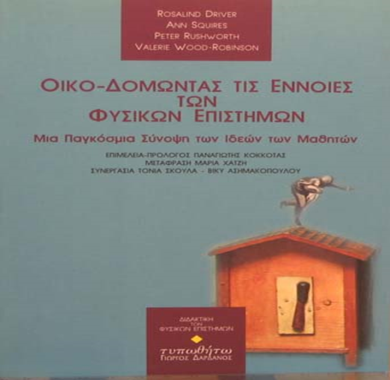 ROSALIND DRIVER
ANN SQUIRES
PETER RUSHWORTH
VALERIE WOOD-ROBINSON
ΟΙΚΟ-ΔΟΜΩΝΤΑΣ ΤΙΣ ΕΝΝΟΙΕΣ
ΤΩΝ
ΦΥΣΙΚΩΝ ΕΠΙΣΤΗΜΩΝ
Μια Παγκόσμια Σύνοψη των Ιδεών των Μαθητών
ΕΠΙΜΕΛΕΙΑ-ΠΡΟΛΟΓΟΣ ΠΑΝΑΓΙΩΤΗΣ ΚΟΚΚΟΤΑΣ
ΜΕΤΑΦΡΑΣΗ ΜΑΡΙΑ ΧΑΤΖΗ
ΣΥΝΕΡΓΑΣΙΑ ΤΟΝΙΑ ΣΚΟΥΛΑ - ΒΙΚΥ ΑΣΗΜΑΚΟΠΟΥΛΟΥ
ΔΙΔΑΚΤΙΚΗ
ΤΩΝ
ΦΥΣΙΚΩΝ ΕΠΙΣΤΗΜΩΝ
τυπωθήτω
ΓΙΩΡΓΟΣ ΔΑΡΔΑΝΟΣ